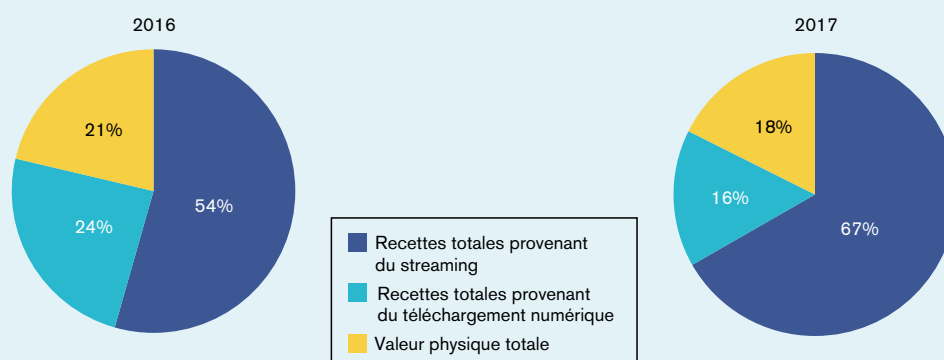 2016
21%
24%
54%
2017
18%
16%
67%
Recettes totales provenant
du streaming
Recettes totales provenant
du téléchargement numérique
Valeur physique totale